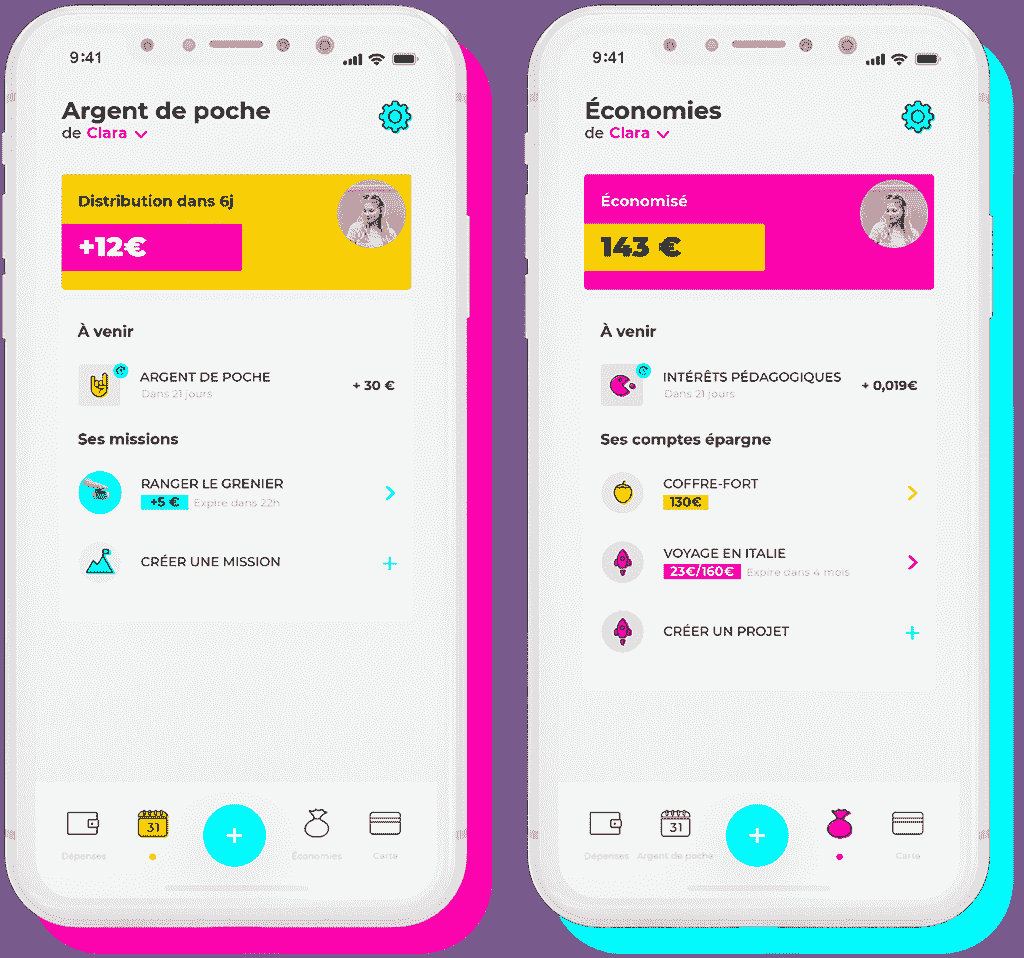 9:41
Argent de poche
de Clara
Distribution dans 6j
+12€
À venir
ARGENT DE POCHE
Dans 21 jours
+ 30 €
Ses missions
RANGER LE GRENIER
+5 €
Expire dans 22h
CRÉER UNE MISSION
+
31
+
Dépenses
Économies
Carte
9:41
Économies
de Clara
Économisé
143 €
À venir
INTÉRÊTS PÉDAGOGIQUES
Dans 21 jours
+ 0,019€
Ses comptes épargne
COFFRE-FORT
130€
VOYAGE EN ITALIE
23€/160€
Expire dans 4 mois
CRÉER UN PROJET
+
31
+
Dépenses
Argent de poche
Carte